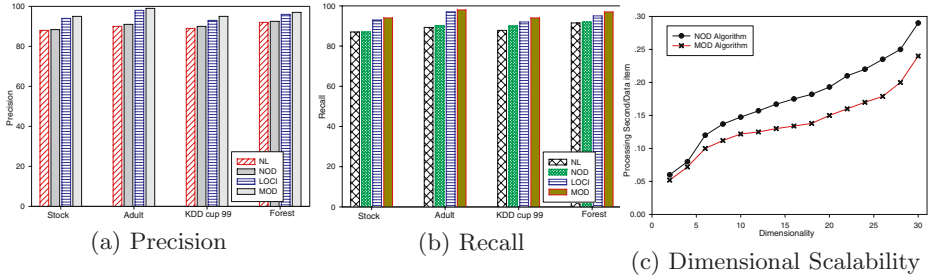 100
80
60
40
20
0
Precision
NL
NOD
LOCI
MOD
Stock
Adult
KDD cup 99
Forest
(a) Precision
100
80
60
40
20
0
Recall
NL
NOD
LOCI
MOD
Stock
Adult
KDD cup 99
Forest
(b) Recall
.30
.25
.20
.15
.10
.05
0.00
Processing Second/Data item
NOD Algorithm
MOD Algorithm
0
5
10
15
20
25
30
Dimensionality
(c) Dimensional Scalability